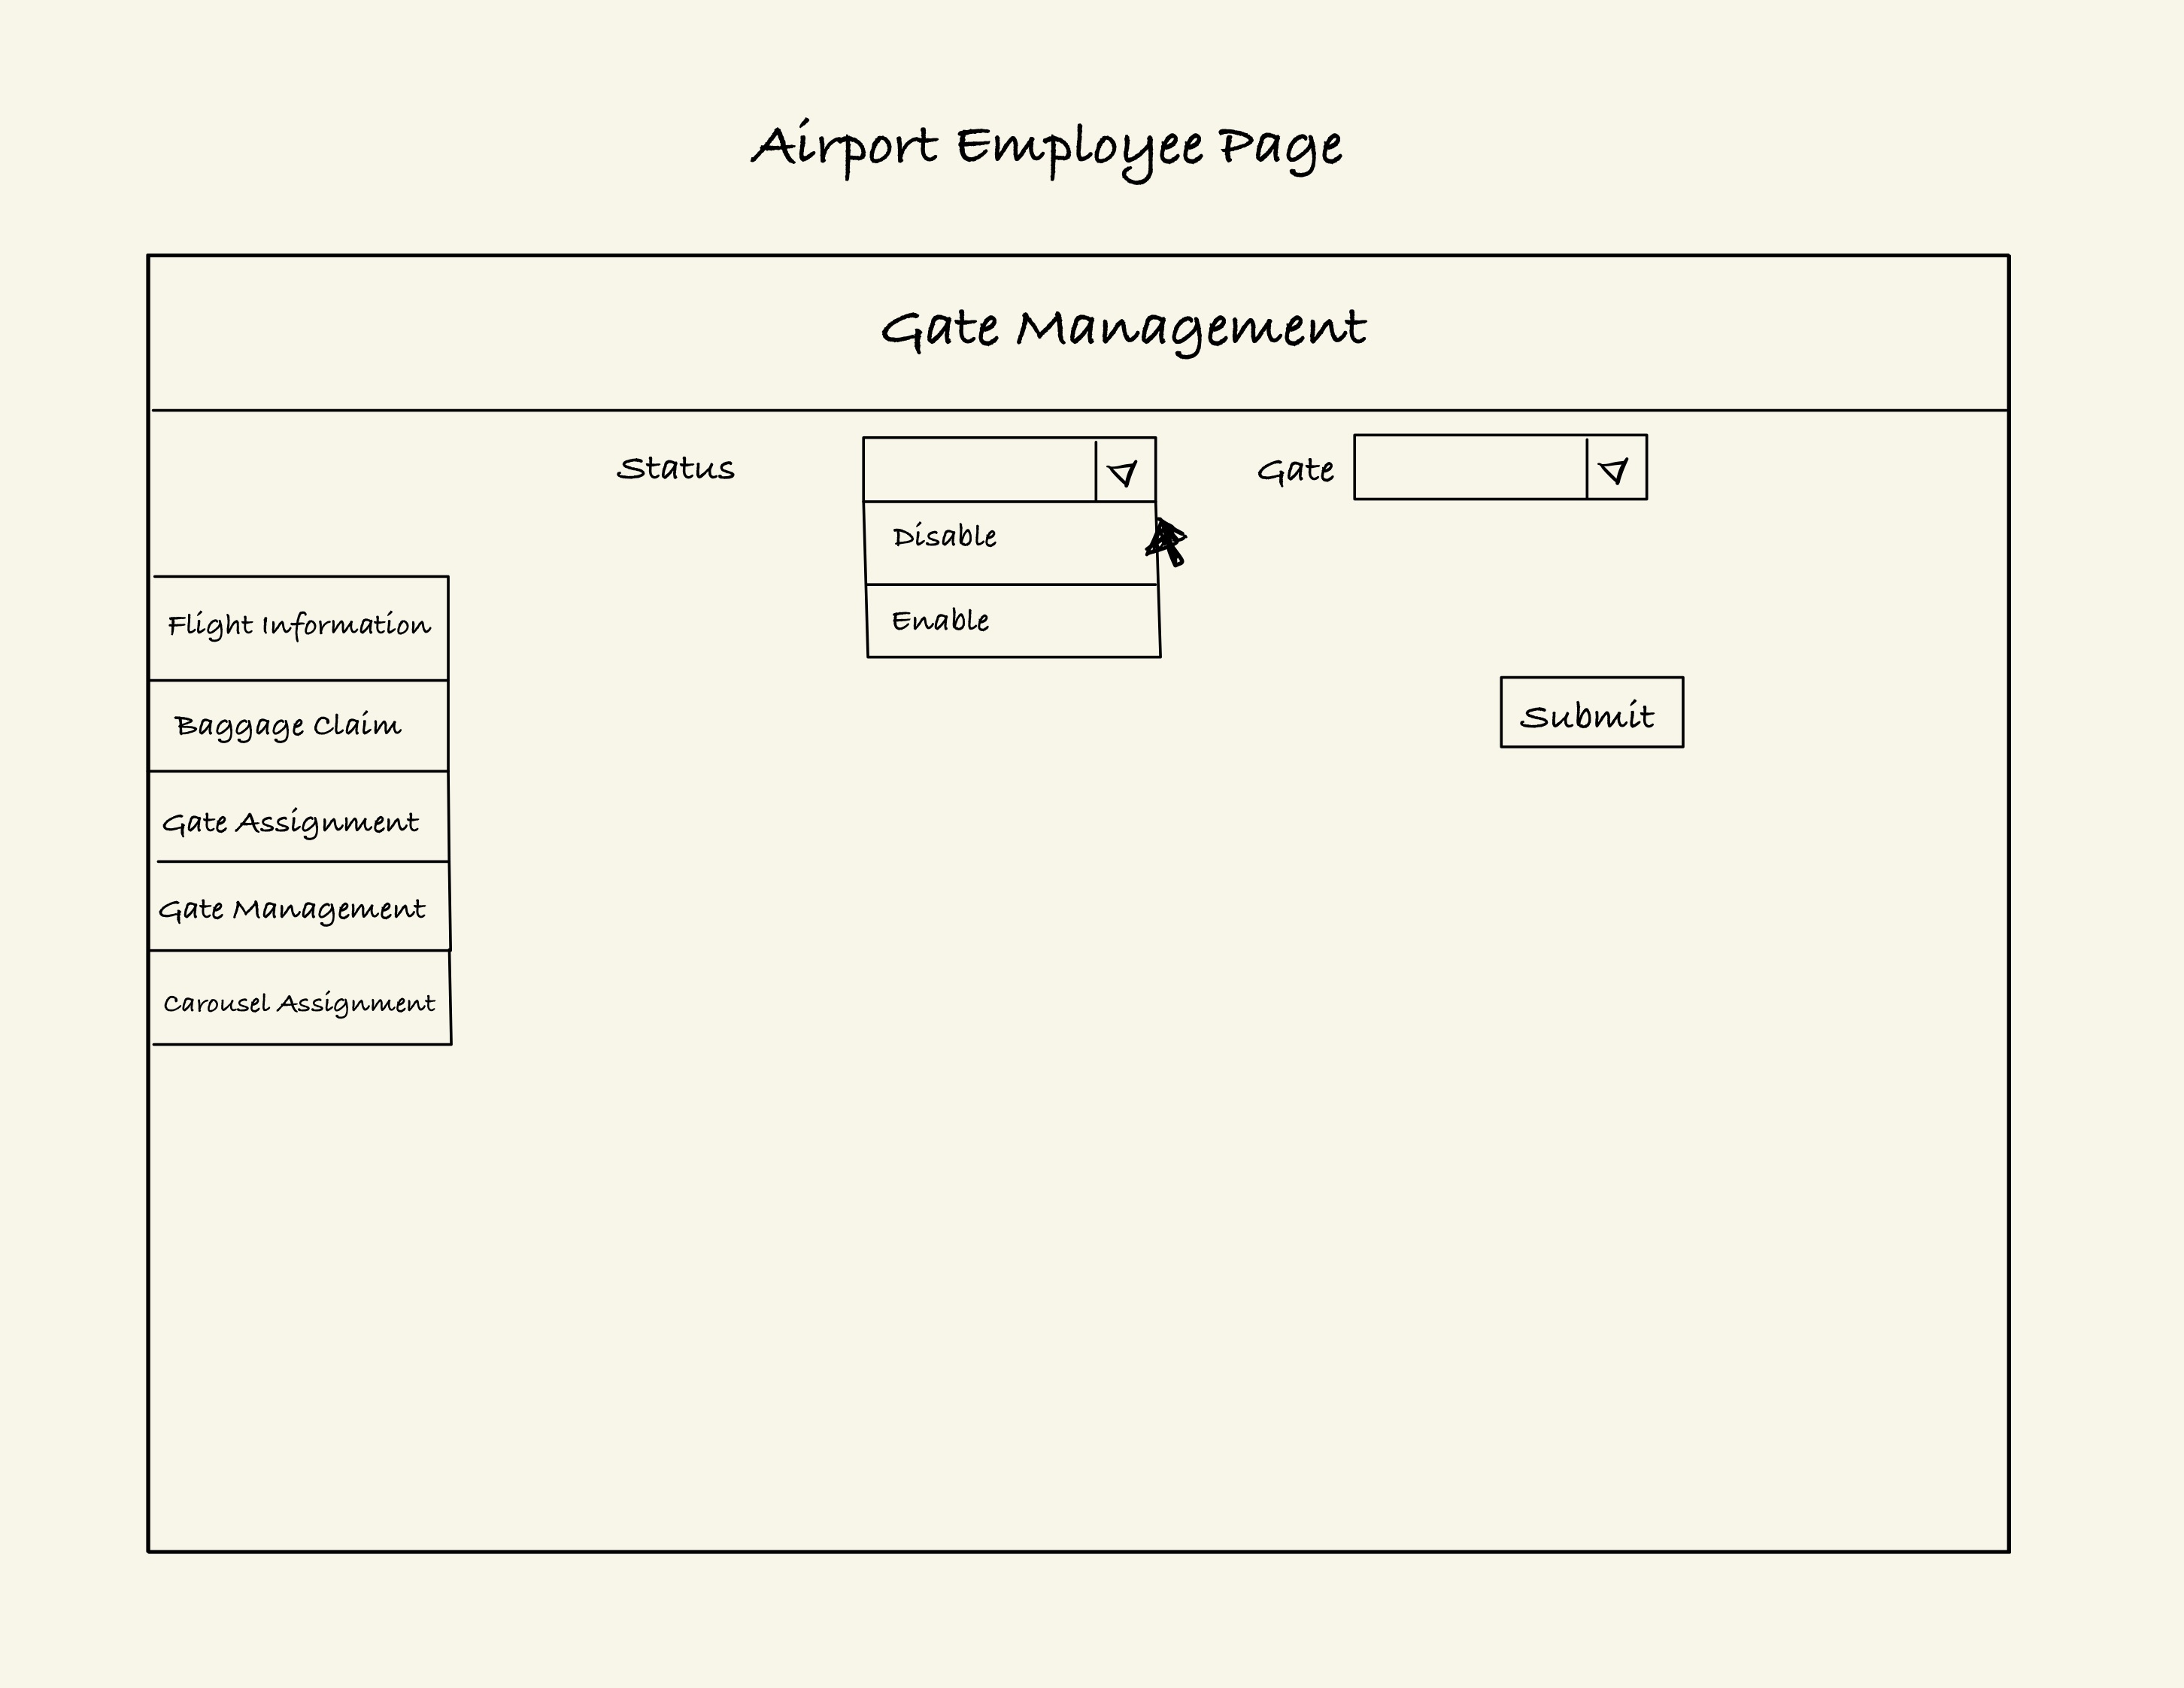 Airport Employee Page
Gate Management
Status
Gate
Disable
Enable
Submit
Flight Information
Baggage Claim
Gate Assignment
Gate Management
Carousel Assignment